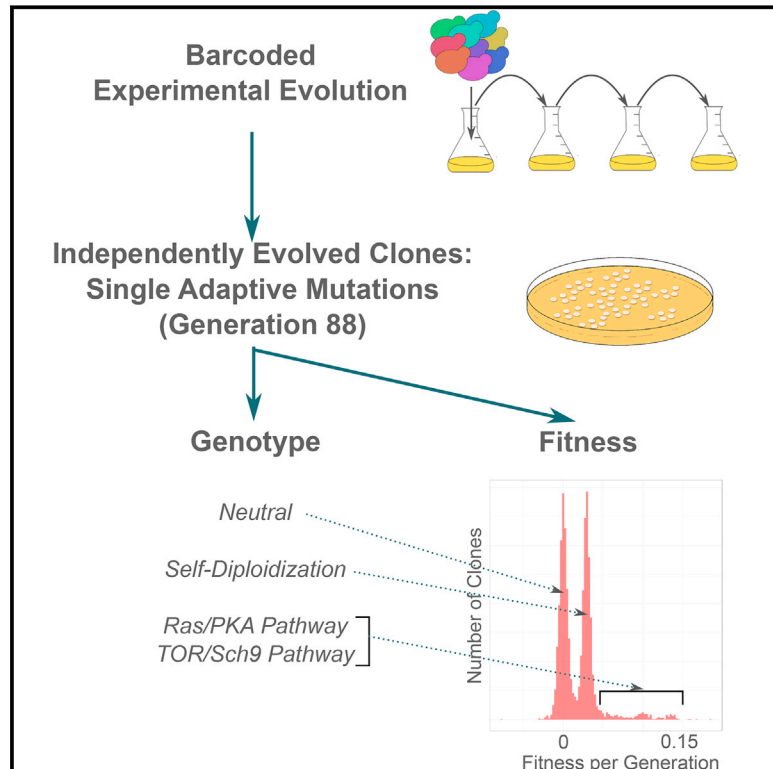 Barcoded
Experimental Evolution
Independently Evolved Clones:
Single Adaptive Mutations
(Generation 88)
Genotype
Fitness
Neutral
Self-Diploidization
Ras/PKA Pathway
TOR/Sch9 Pathway
Number of Clones
0 0.15
Fitness per Generation